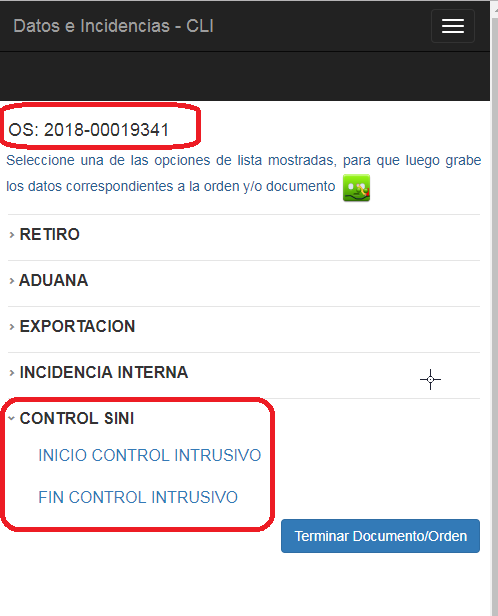 Datos e Incidencias - CLI
OS: 2018-00019341
Seleccione una de las opciones de lista mostradas, para que luego grabe
los datos correspondientes a la orden y/o documento
RETIRO
ADUANA
EXPORTACION
INCIDENCIA INTERNA
CONTROL SINI
INICIO CONTROL INTRUSIVO
FIN CONTROL INTRUSIVO
Terminar Documento/Orden